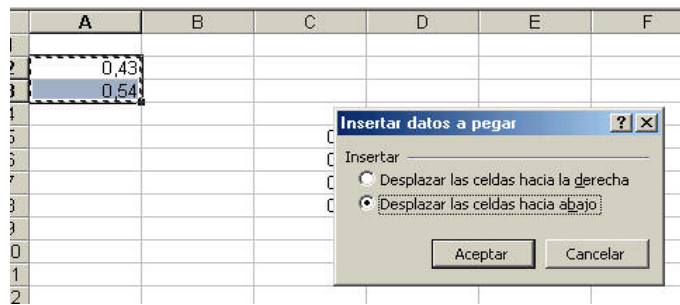 A B C D E F
0,43
0,54
Insertar datos a pegar ? ×
Insertar
Desplazar las celdas hacia la derecha
Desplazar las celdas hacia abajo
Aceptar Cancelar